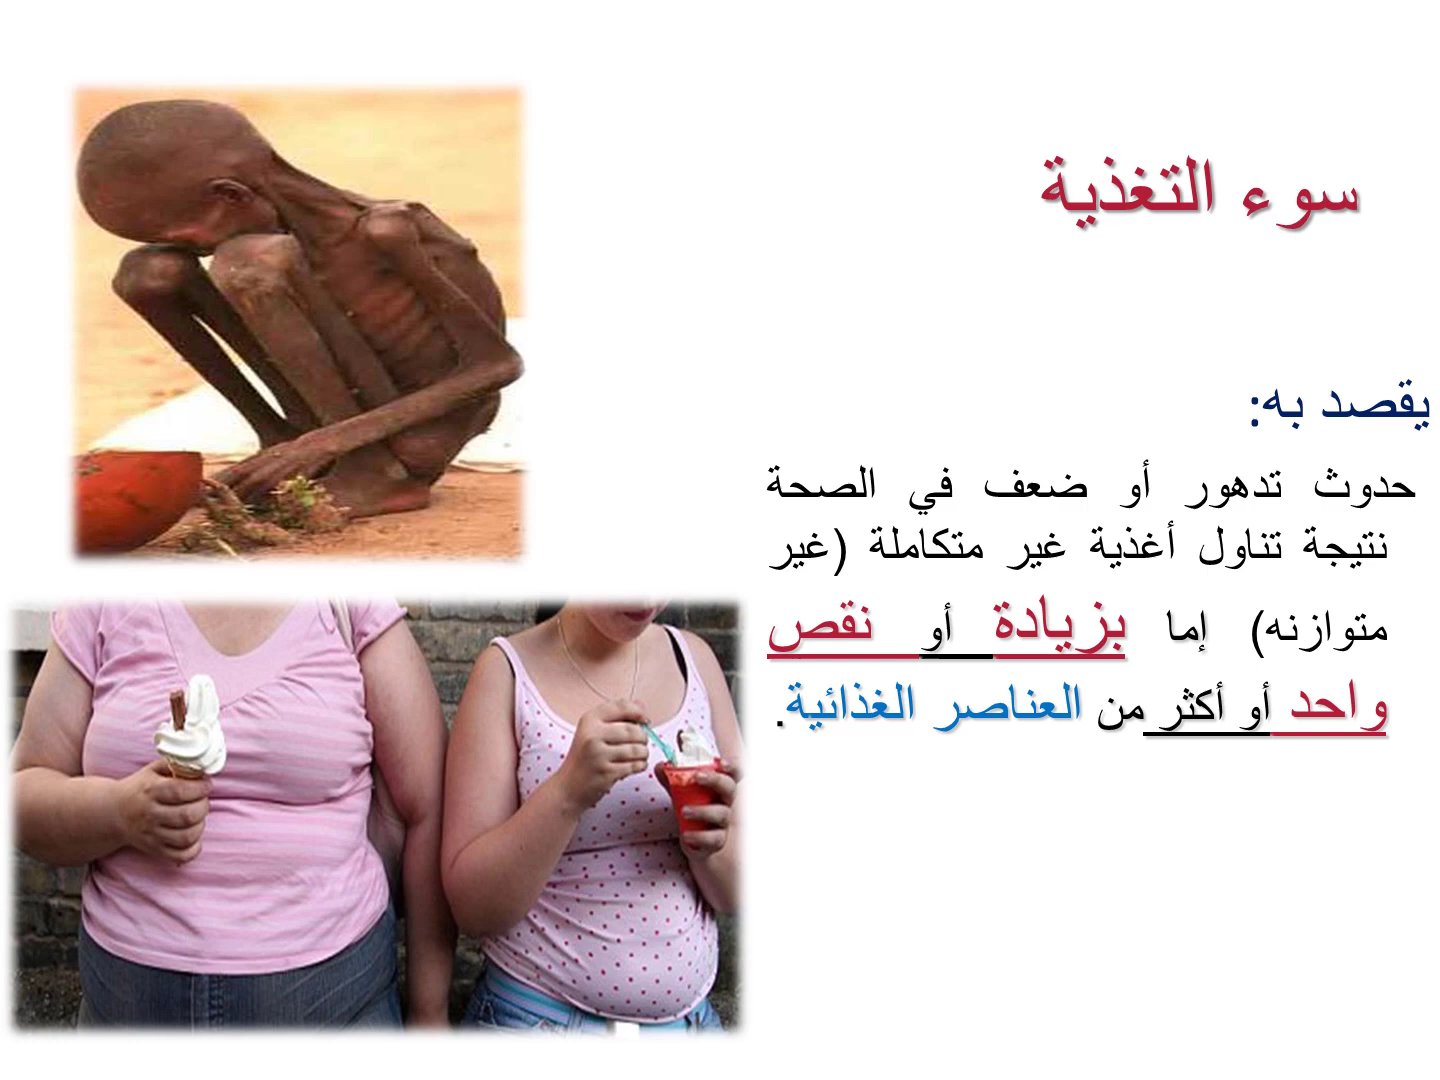 سوء التغذية
يقصد به:
حدوث تدهور أو ضعف في الصحة
نتيجة تناول أغذية غير متكاملة (غير
متوازنه) إما بزيادة أو نقص
واحد أو أكثر من العناصر الغذائية.